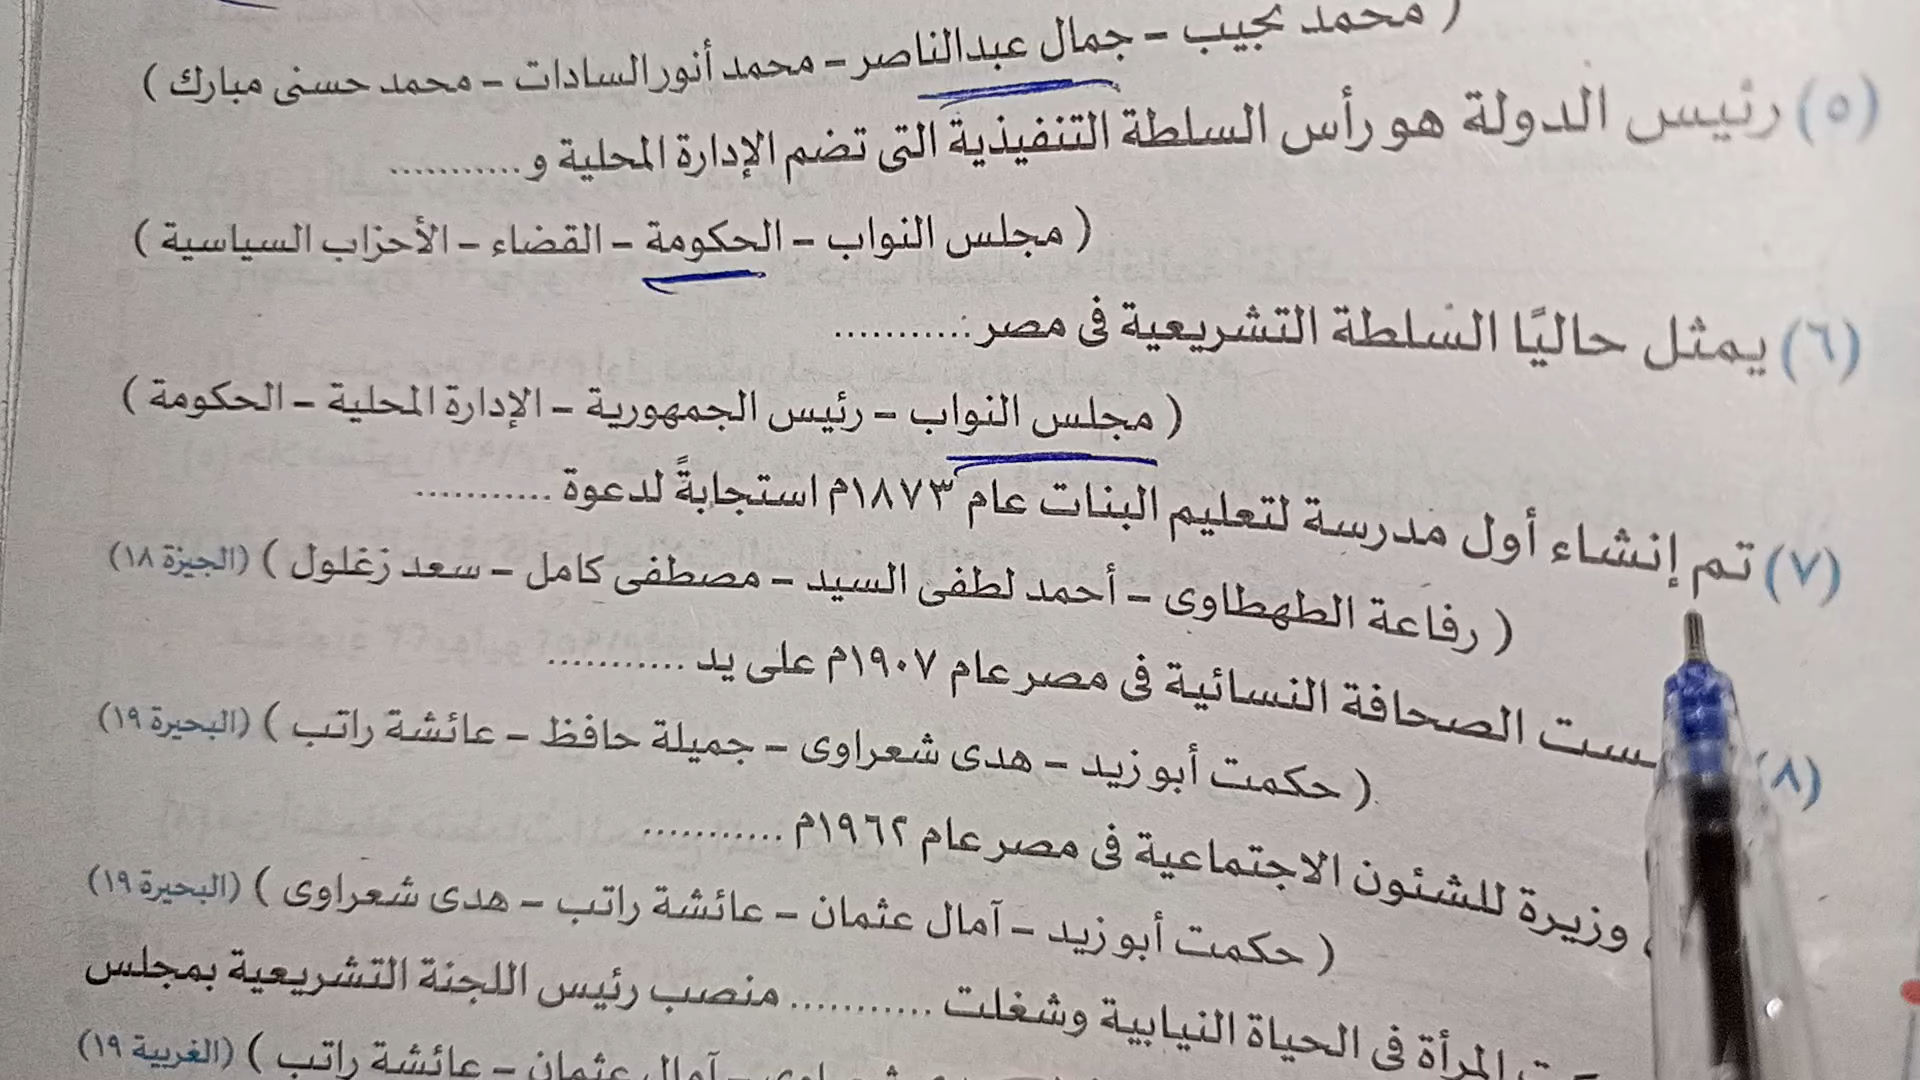 ( محمد نجيب – جمال عبدالناصر – محمد أنور السادات – محمد حسنى مبارك )
(٥) رئيس الدولة هو رأس السلطة التنفيذية التى تضم الإدارة المحلية و ...........
( مجلس النواب – الحكومة – القضاء – الأحزاب السياسية )
(٦) يمثل حاليًا السلطة التشريعية فى مصر ...........
( مجلس النواب – رئيس الجمهورية – الإدارة المحلية – الحكومة )
(٧) تم إنشاء أول مدرسة لتعليم البنات عام ١٨٧٣م استجابةً لدعوة ...........
( رفاعة الطهطاوى – أحمد لطفى السيد – مصطفى كامل – سعد زغلول ) (الجيزة ١٨)
(٨) ست الصحافة النسائية فى مصر عام ١٩٠٧م على يد ...........
( حكمت أبو زيد – هدى شعراوى – جميلة حافظ – عائشة راتب ) (البحيرة ١٩)
وزيرة للشئون الاجتماعية فى مصر عام ١٩٦٢م ...........
( حكمت أبو زيد – آمال عثمان – عائشة راتب – هدى شعراوى ) (البحيرة ١٩)
المرأة فى الحياة النيابية وشغلت ........... منصب رئيس اللجنة التشريعية بمجلس
– آمال عثمان – عائشة راتب ) (الغربية ١٩)